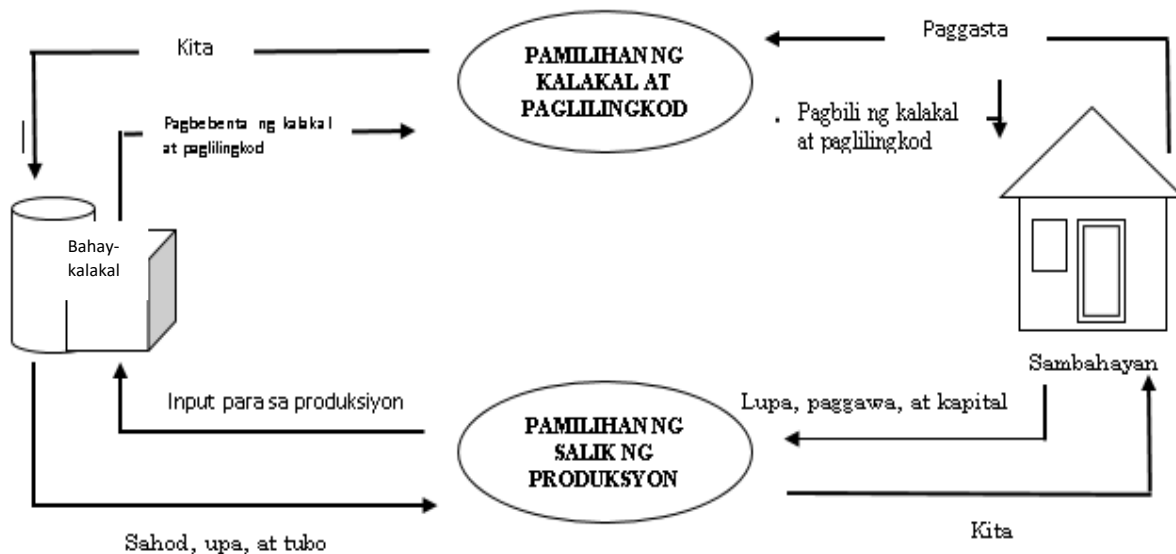 Kita
PAMILIHAN NG
KALAKAL AT
PAGLILINGKOD
Paggasta
Pagbebenta ng kalakal
at paglilingkod
. Pagbili ng kalakal
at paglilingkod
Bahay-
kalakal
Sambahayan
Input para sa produksiyon
PAMILIHAN NG
SALIK NG
PRODUKSYON
Lupa, paggawa, at kapital
Sahod, upa, at tubo
Kita